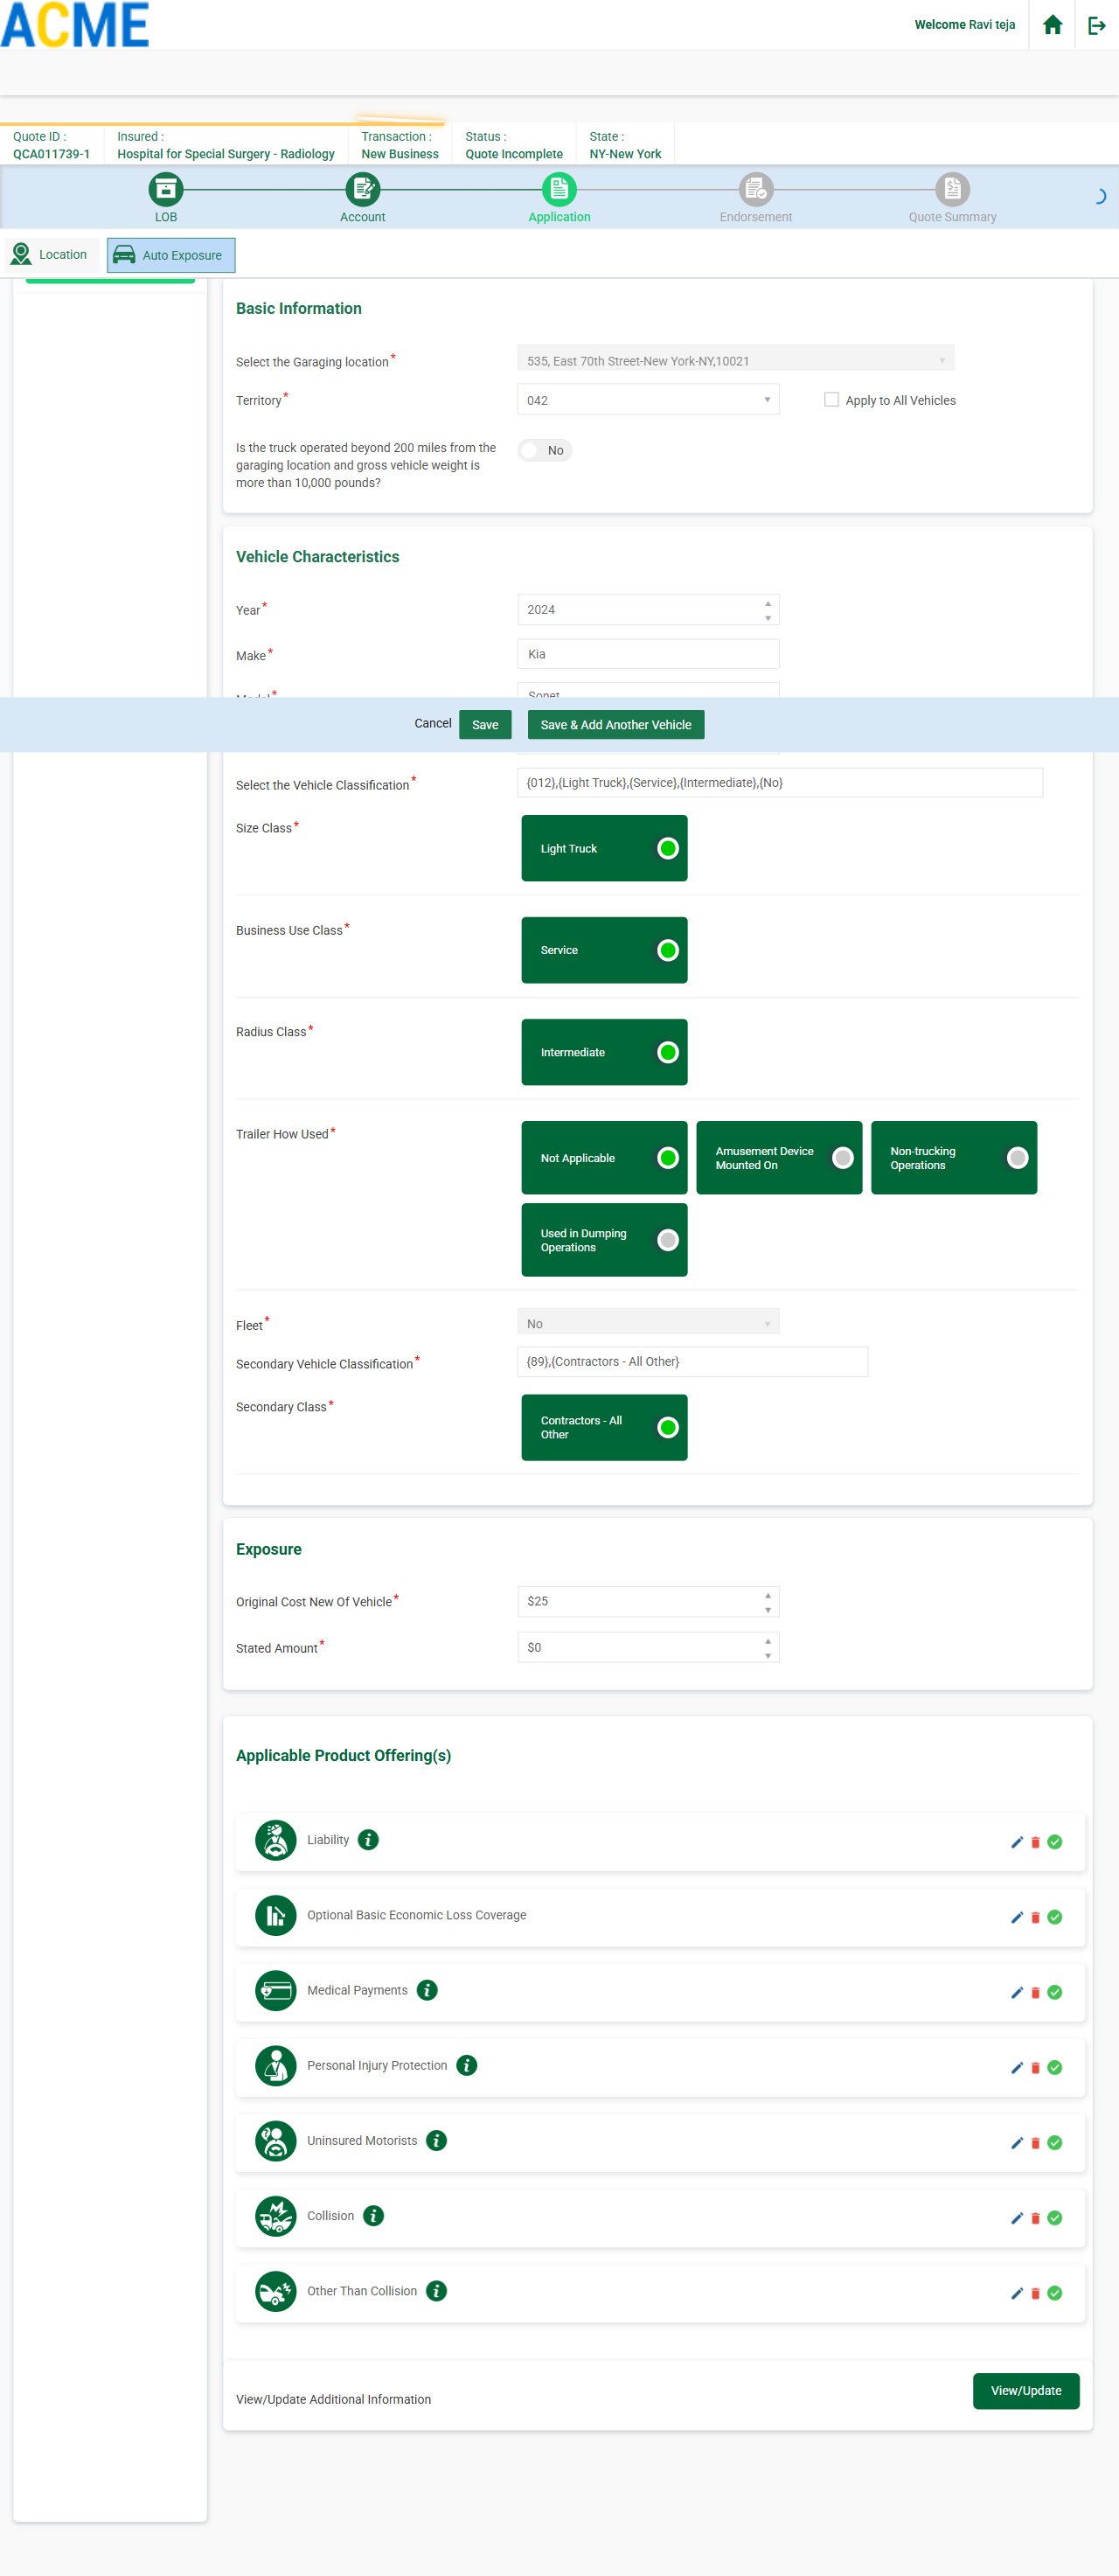 ACME
Welcome Ravi teja
Quote ID :
QCA011739-1
Insured :
Hospital for Special Surgery - Radiology
Transaction :
New Business
Status :
Quote Incomplete
State :
NY-New York
LOB
Account
Application
Endorsement
Quote Summary
Location
Auto Exposure
Basic Information
Select the Garaging location*
535, East 70th Street-New York-NY,10021
Territory*
042
Apply to All Vehicles
Is the truck operated beyond 200 miles from the
garaging location and gross vehicle weight is
more than 10,000 pounds?
No
Vehicle Characteristics
Year*
2024
Make*
Kia
Model*
Sonet
Cancel
Save
Save & Add Another Vehicle
Select the Vehicle Classification*
{012},{Light Truck},{Service},{Intermediate},{No}
Size Class*
Light Truck
Business Use Class*
Service
Radius Class*
Intermediate
Trailer How Used*
Not Applicable
Amusement Device
Mounted On
Non-trucking
Operations
Used in Dumping
Operations
Fleet*
No
Secondary Vehicle Classification*
{89},{Contractors - All Other}
Secondary Class*
Contractors - All
Other
Exposure
Original Cost New Of Vehicle*
$25
Stated Amount*
$0
Applicable Product Offering(s)
Liability
Optional Basic Economic Loss Coverage
Medical Payments
Personal Injury Protection
Uninsured Motorists
Collision
Other Than Collision
View/Update Additional Information
View/Update